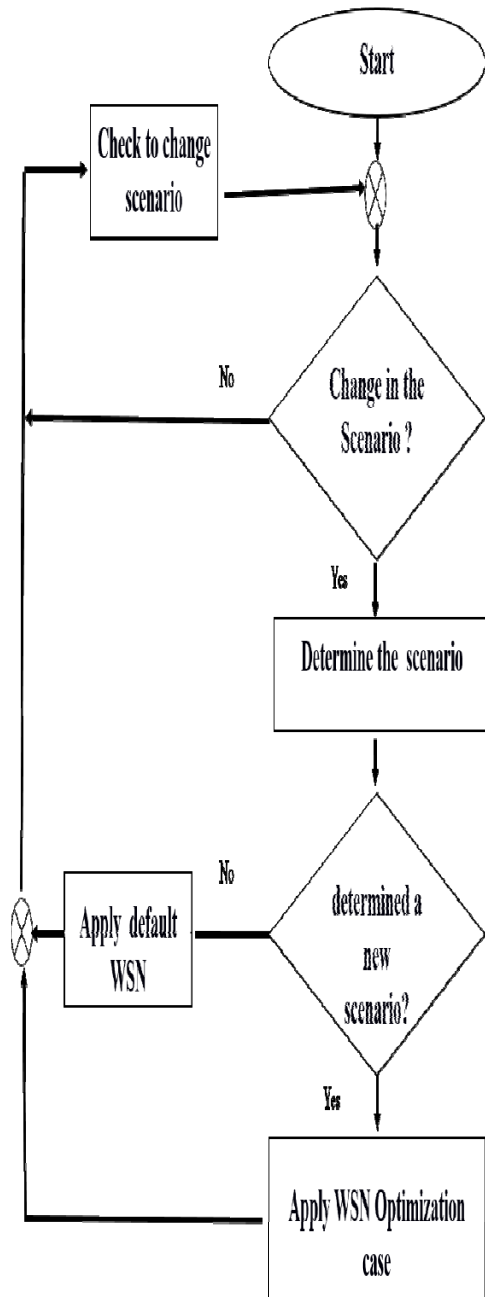 Start
Check to change
scenario
No
Change in the
Scenario ?
Yes
Determine the scenario
No
Apply default
WSN
determined a
new
scenario?
Yes
Apply WSN Optimization
case